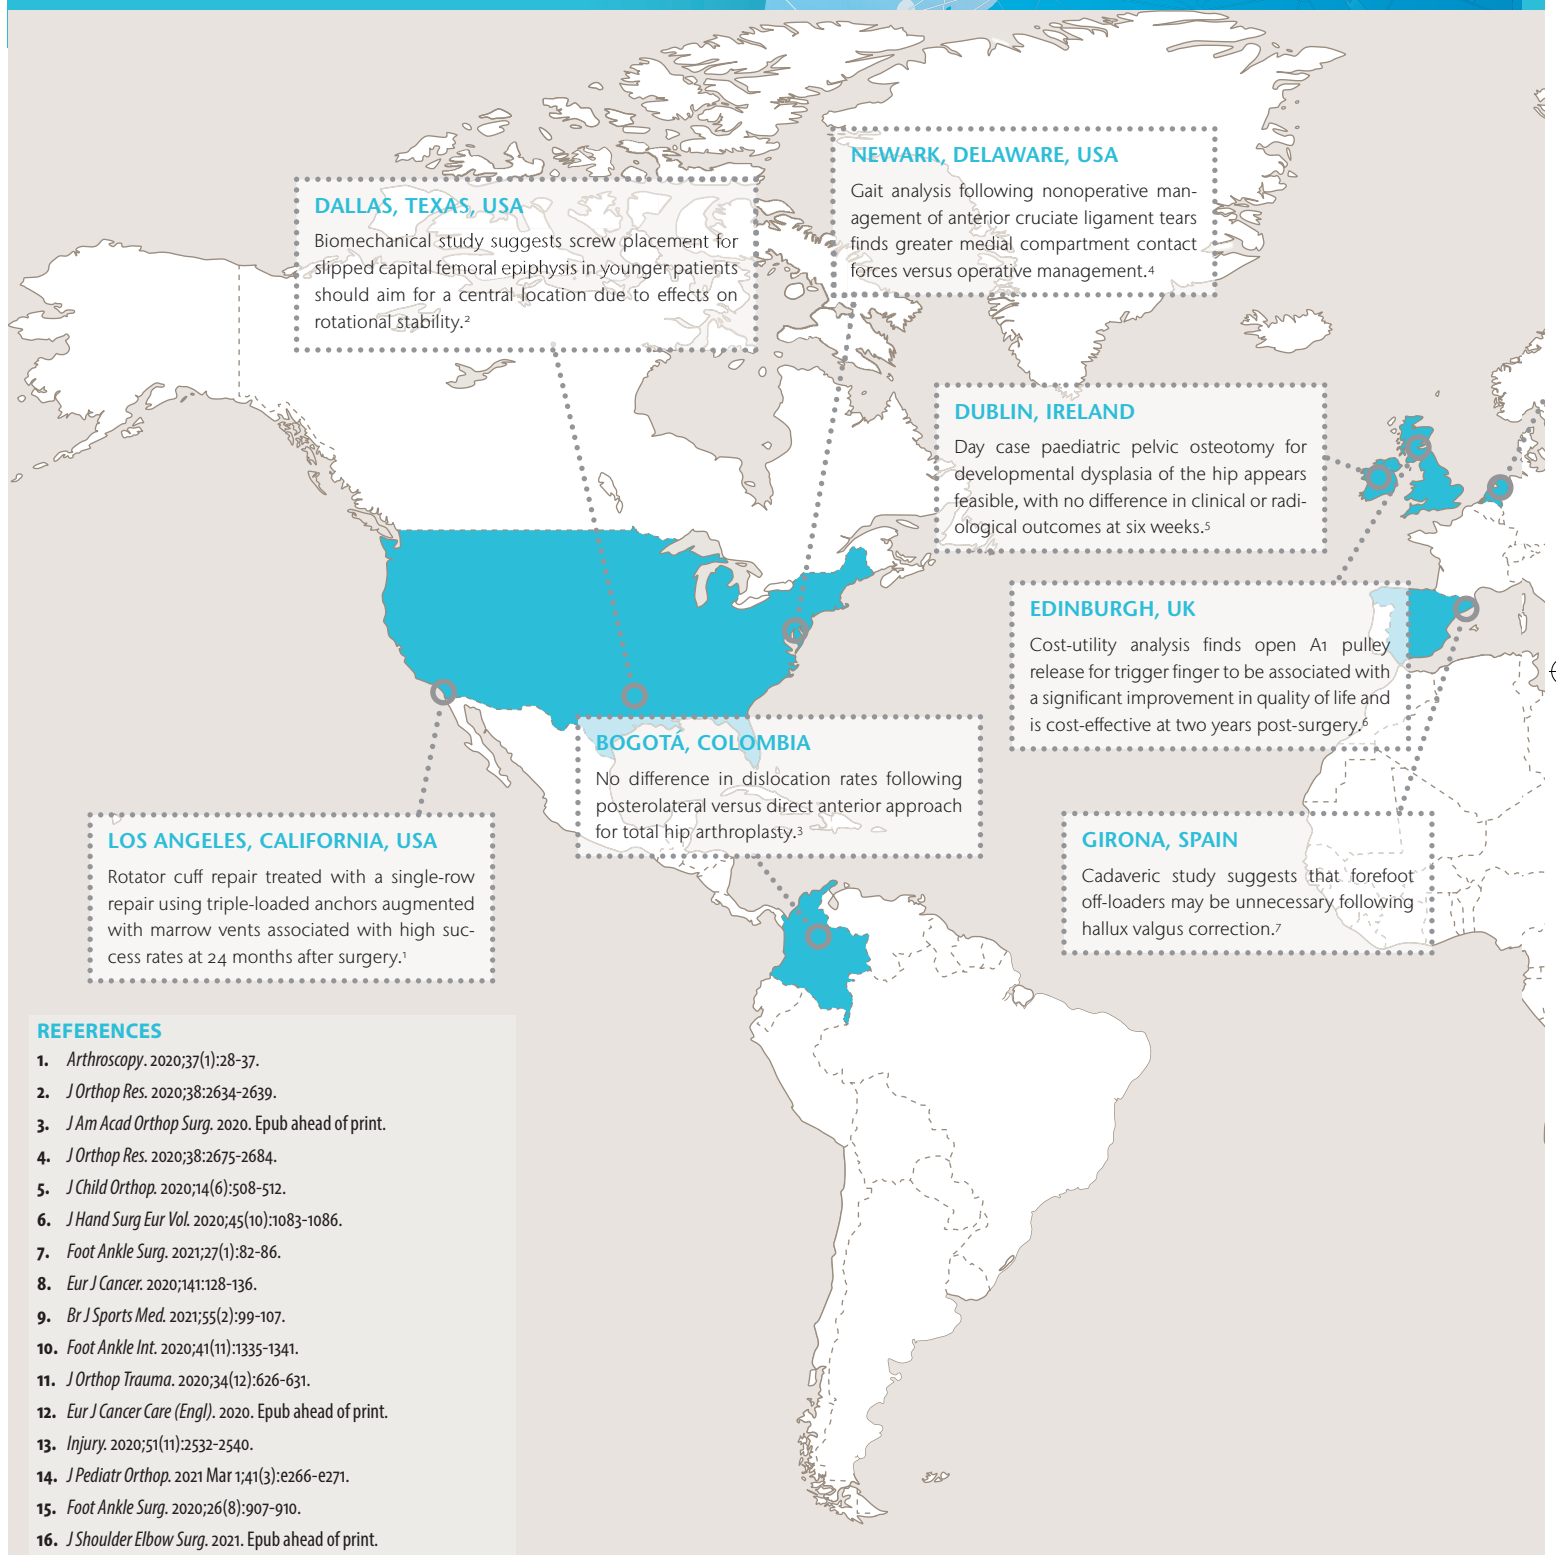 NEWARK, DELAWARE, USA
Gait analysis following nonoperative man-
agement of anterior cruciate ligament tears
finds greater medial compartment contact
forces versus operative management.⁴
DALLAS, TEXAS, USA
Biomechanical study suggests screw placement for
slipped capital femoral epiphysis in younger patients
should aim for a central location due to effects on
rotational stability.²
DUBLIN, IRELAND
Day case paediatric pelvic osteotomy for
developmental dysplasia of the hip appears
feasible, with no difference in clinical or radi-
ological outcomes at six weeks.⁵
EDINBURGH, UK
Cost-utility analysis finds open A1 pulley
release for trigger finger to be associated with
a significant improvement in quality of life and
is cost-effective at two years post-surgery.⁶
BOGOTÁ, COLOMBIA
No difference in dislocation rates following
posterolateral versus direct anterior approach
for total hip arthroplasty.³
LOS ANGELES, CALIFORNIA, USA
Rotator cuff repair treated with a single-row
repair using triple-loaded anchors augmented
with marrow vents associated with high suc-
cess rates at 24 months after surgery.¹
GIRONA, SPAIN
Cadaveric study suggests that forefoot
off-loaders may be unnecessary following
hallux valgus correction.⁷
REFERENCES
1. Arthroscopy. 2020;37(1):28-37.
2. J Orthop Res. 2020;38:2634-2639.
3. J Am Acad Orthop Surg. 2020. Epub ahead of print.
4. J Orthop Res. 2020;38:2675-2684.
5. J Child Orthop. 2020;14(6):508-512.
6. J Hand Surg Eur Vol. 2020;45(10):1083-1086.
7. Foot Ankle Surg. 2021;27(1):82-86.
8. Eur J Cancer. 2020;141:128-136.
9. Br J Sports Med. 2021;55(2):99-107.
10. Foot Ankle Int. 2020;41(11):1335-1341.
11. J Orthop Trauma. 2020;34(12):626-631.
12. Eur J Cancer Care (Engl). 2020. Epub ahead of print.
13. Injury. 2020;51(11):2532-2540.
14. J Pediatr Orthop. 2021 Mar 1;41(3):e266-e271.
15. Foot Ankle Surg. 2020;26(8):907-910.
16. J Shoulder Elbow Surg. 2021. Epub ahead of print.